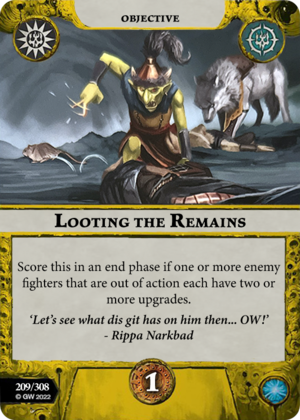 OBJECTIVE
LOOTING THE REMAINS
Score this in an end phase if one or more enemy
fighters that are out of action each have two or
more upgrades.
‘Let’s see what dis git has on him then... OW!’
- Rippa Narkbad
209/308
© GW 2022
1